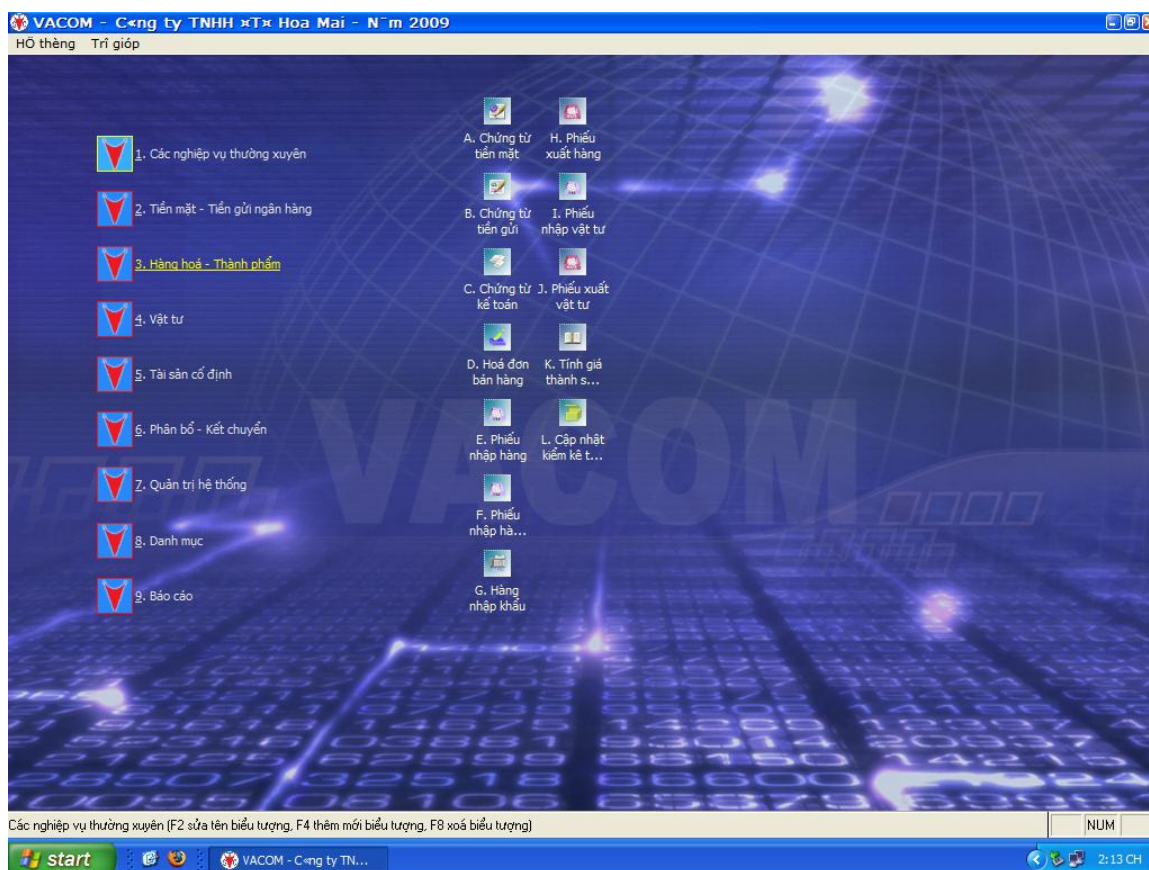 VACOM - C«ng ty TNHH ¤T¤ Hoa Mai - N¨m 2009
HÖ thèng Trî gióp
1. Các nghiệp vụ thường xuyên
2. Tiền mặt - Tiền gửi ngân hàng
3. Hàng hoá - Thành phẩm
4. Vật tư
5. Tài sản cố định
6. Phân bổ - Kết chuyển
7. Quản trị hệ thống
8. Danh mục
9. Báo cáo
A. Chứng từ
tiền mặt
B. Chứng từ
tiền gửi
C. Chứng từ
kế toán
D. Hoá đơn
bán hàng
E. Phiếu
nhập hàng
F. Phiếu
nhập hà...
G. Hàng
nhập khẩu
H. Phiếu
xuất hàng
I. Phiếu
nhập vật tư
J. Phiếu xuất
vật tư
K. Tính giá
thành s...
L. Cập nhật
kiểm kê t...
VACOM
Các nghiệp vụ thường xuyên (F2 sửa tên biểu tượng, F4 thêm mới biểu tượng, F8 xoá biểu tượng)
NUM
start
VACOM - C«ng ty TN...
2:13 CH